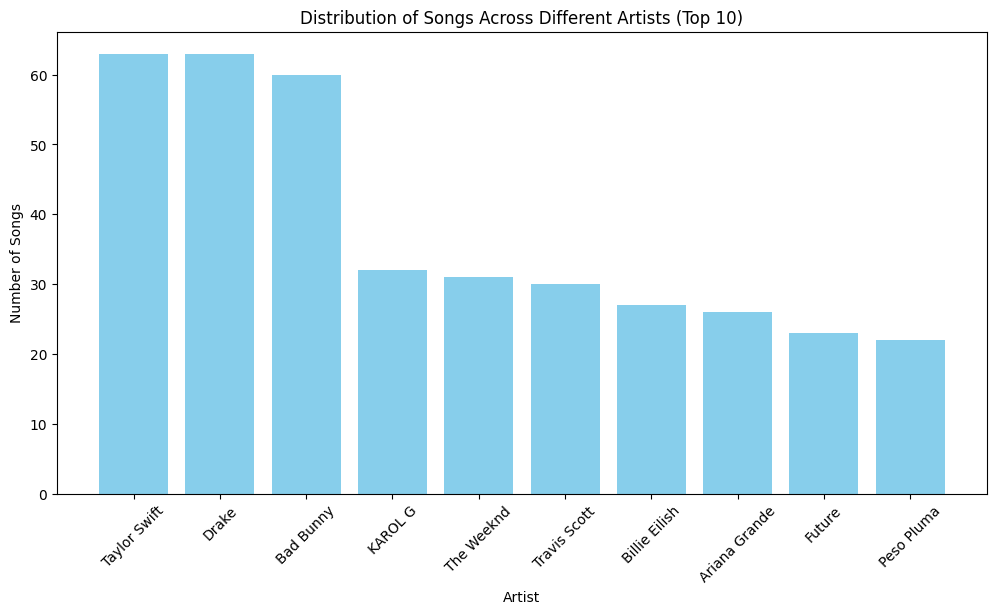 Distribution of Songs Across Different Artists (Top 10)
Number of Songs
60
50
40
30
20
10
0
Taylor Swift
Drake
Bad Bunny
KAROL G
The Weeknd
Travis Scott
Billie Eilish
Ariana Grande
Future
Peso Pluma
Artist